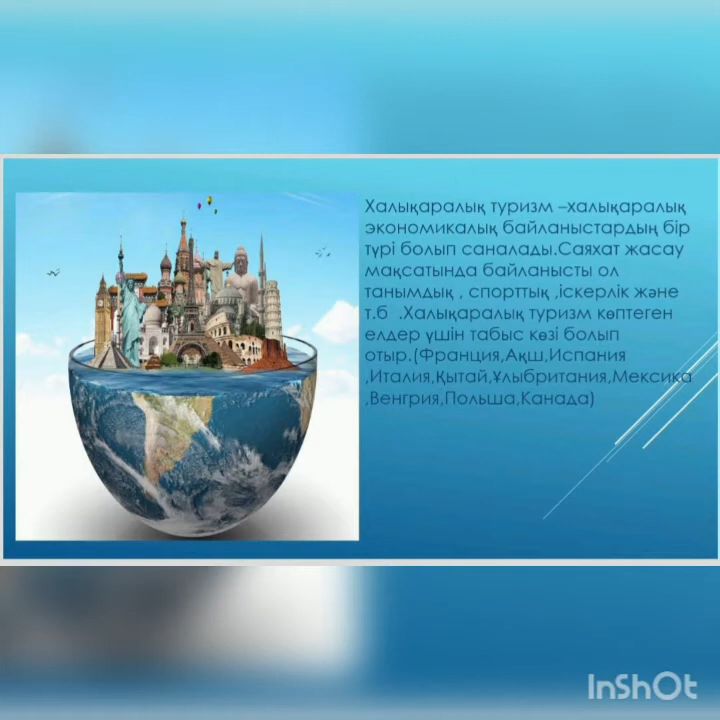 Халықаралық туризм –халықаралық
экономикалық байланыстардың бір
түрі болып саналады.Саяхат жасау
мақсатында байланысты ол
танымдық , спорттық ,іскерлік және
т.б  .Халықаралық туризм көптеген
елдер үшін табыс көзі болып
отыр.(Франция,Ақш,Испания
,Италия,Қытай,Ұлыбритания,Мексика
,Венгрия,Польша,Канада)
InShOt